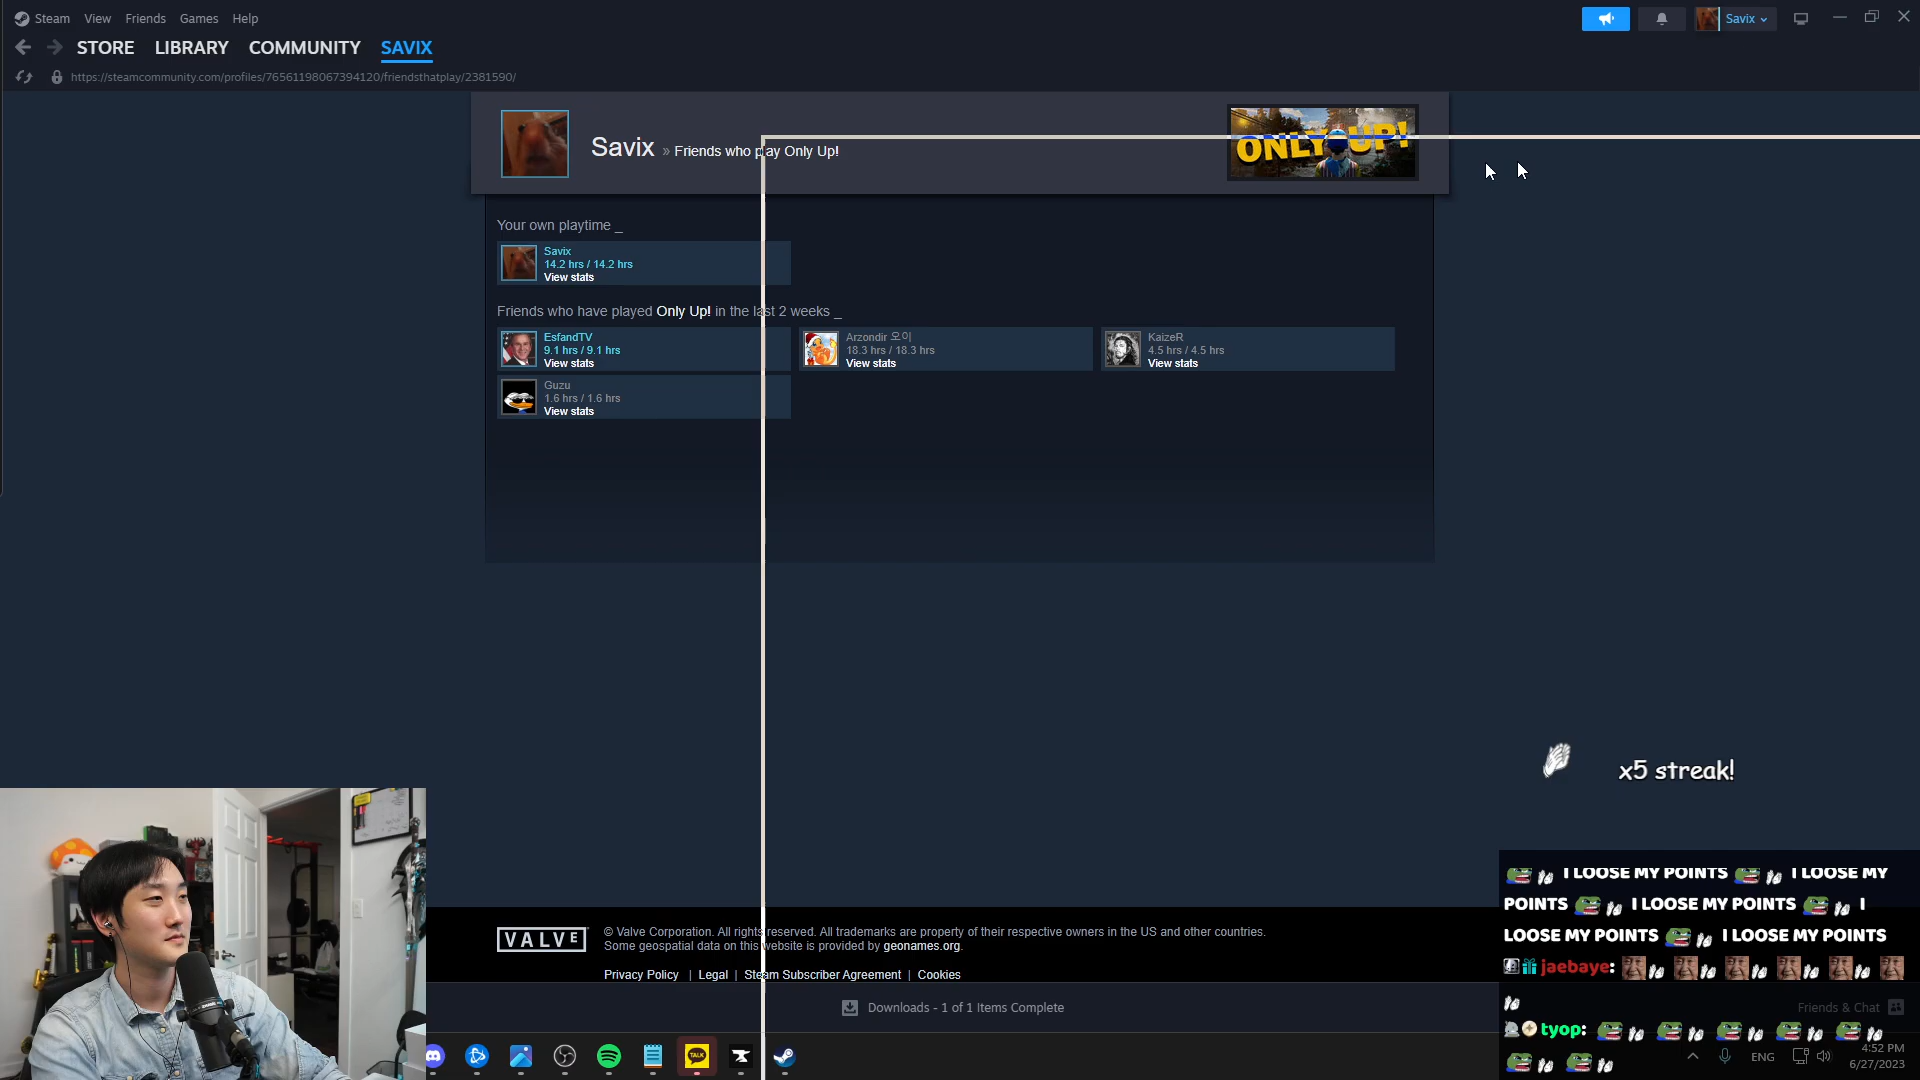 Steam View Friends Games Help
Savix
STORE LIBRARY COMMUNITY SAVIX
https://steamcommunity.com/profiles/76561198067394120/friendsthatplay/2381590/
Savix » Friends who play Only Up!
ONLY UP!
Your own playtime _
Savix
14.2 hrs / 14.2 hrs
View stats
Friends who have played Only Up! in the last 2 weeks _
EsfandTV
9.1 hrs / 9.1 hrs
View stats
Arzondir 오이
18.3 hrs / 18.3 hrs
View stats
KaizeR
4.5 hrs / 4.5 hrs
View stats
Guzu
1.6 hrs / 1.6 hrs
View stats
x5 streak!
I LOOSE MY POINTS I LOOSE MY
POINTS I LOOSE MY POINTS I
LOOSE MY POINTS I LOOSE MY POINTS
jaebaye:
tyop:
VALVE
© Valve Corporation. All rights reserved. All trademarks are property of their respective owners in the US and other countries.
Some geospatial data on this website is provided by geonames.org.
Privacy Policy | Legal | Steam Subscriber Agreement | Cookies
Downloads - 1 of 1 Items Complete
Friends & Chat
TALK
ENG
4:52 PM
6/27/2023